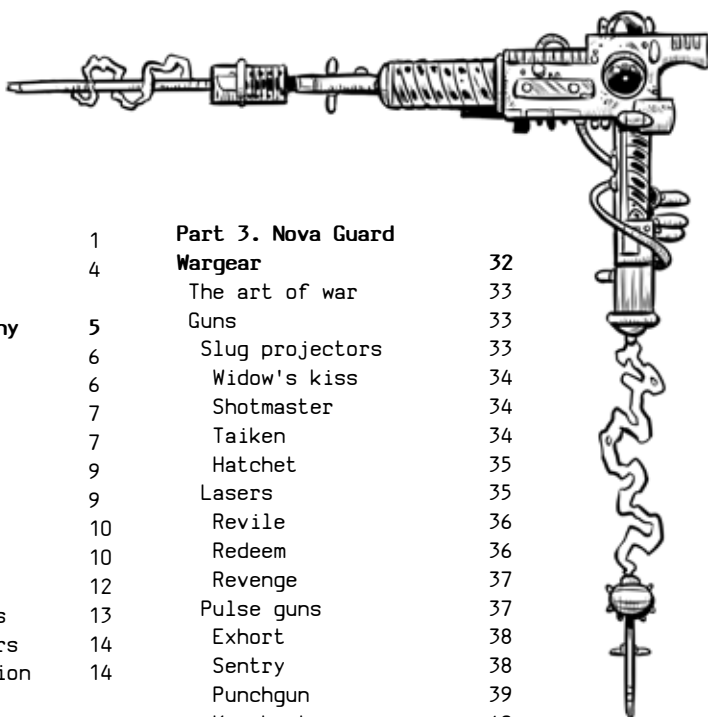 1
4
ny 5
6
6
7
7
9
9
10
10
12
s 13
rs 14
ion 14
Part 3. Nova Guard
Wargear 32
The art of war 33
Guns 33
Slug projectors 33
Widow's kiss 34
Shotmaster 34
Taiken 34
Hatchet 35
Lasers 35
Revile 36
Redeem 36
Revenge 37
Pulse guns 37
Exhort 38
Sentry 38
Punchgun 39